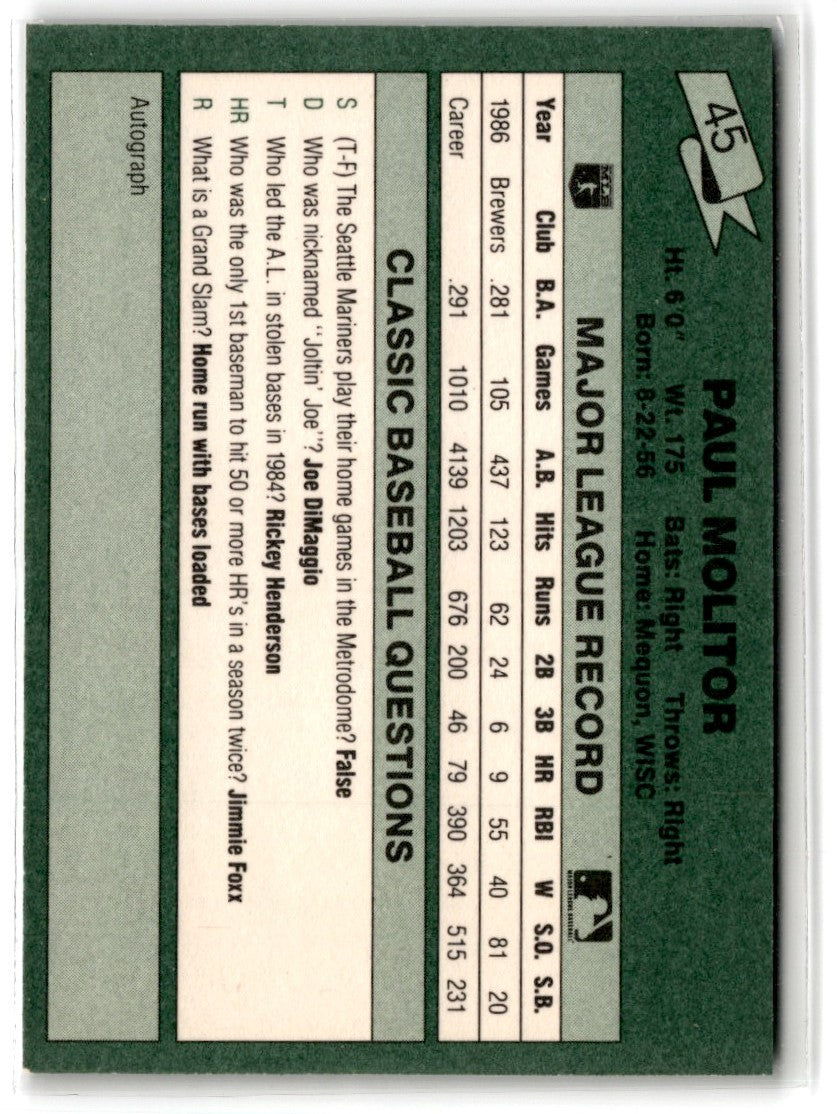 45
PAUL MOLITOR
Ht. 6'0" Wt. 175 Bats: Right Throws: Right
Born: 8-22-56 Home: Mequon, WISC
MLB
MAJOR LEAGUE RECORD
MAJOR LEAGUE BASEBALL
Year Club B.A. Games A.B. Hits Runs 2B 3B HR RBI W S.O. S.B.
1986 Brewers .281 105 437 123 62 24 6 9 55 40 81 20
Career .291 1010 4139 1203 676 200 46 79 390 364 515 231
CLASSIC BASEBALL QUESTIONS
S (T-F) The Seattle Mariners play their home games in the Metrodome? False
D Who was nicknamed "Joltin' Joe"? Joe DiMaggio
T Who led the A.L. in stolen bases in 1984? Rickey Henderson
HR Who was the only 1st baseman to hit 50 or more HR's in a season twice? Jimmie Foxx
R What is a Grand Slam? Home run with bases loaded
Autograph